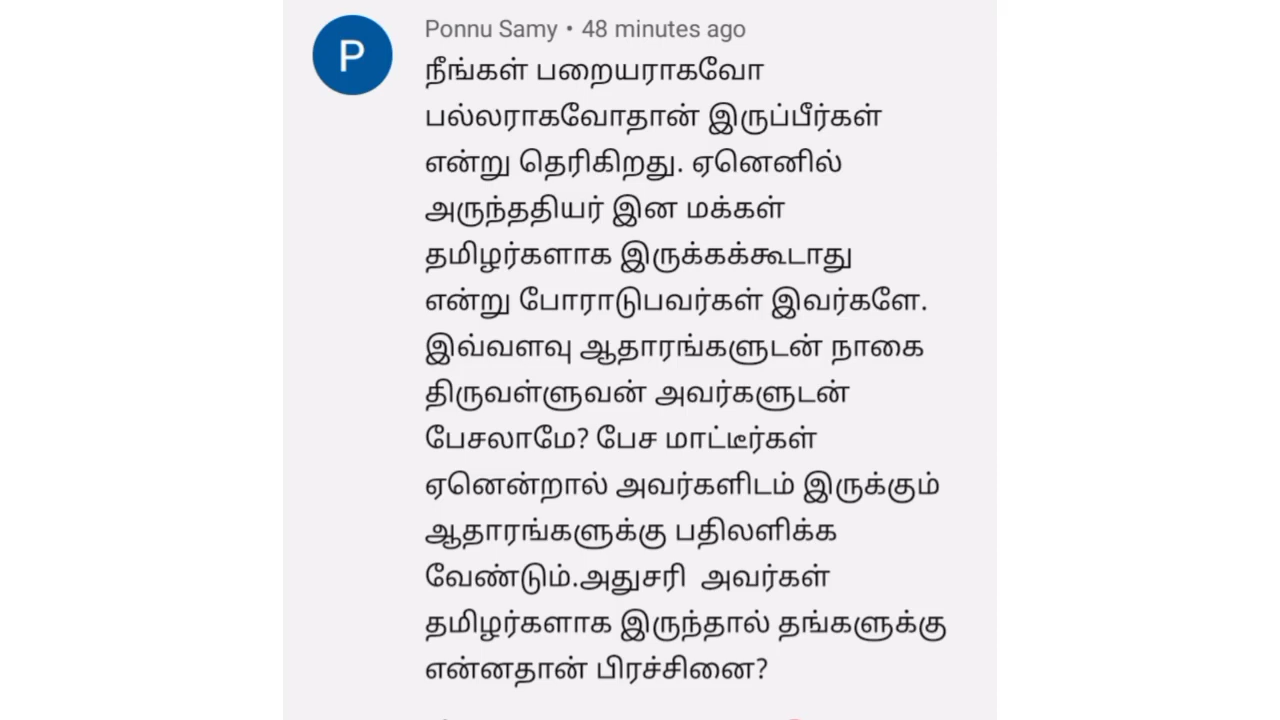 P
Ponnu Samy • 48 minutes ago
நீங்கள் பறையராகவோ
பல்லராகவோதான் இருப்பீர்கள்
என்று தெரிகிறது. ஏனெனில்
அருந்ததியர் இன மக்கள்
தமிழர்களாக இருக்கக்கூடாது
என்று போராடுபவர்கள் இவர்களே.
இவ்வளவு ஆதாரங்களுடன் நாகை
திருவள்ளுவன் அவர்களுடன்
பேசலாமே? பேச மாட்டீர்கள்
ஏனென்றால் அவர்களிடம் இருக்கும்
ஆதாரங்களுக்கு பதிலளிக்க
வேண்டும்.அதுசரி  அவர்கள்
தமிழர்களாக இருந்தால் தங்களுக்கு
என்னதான் பிரச்சினை?